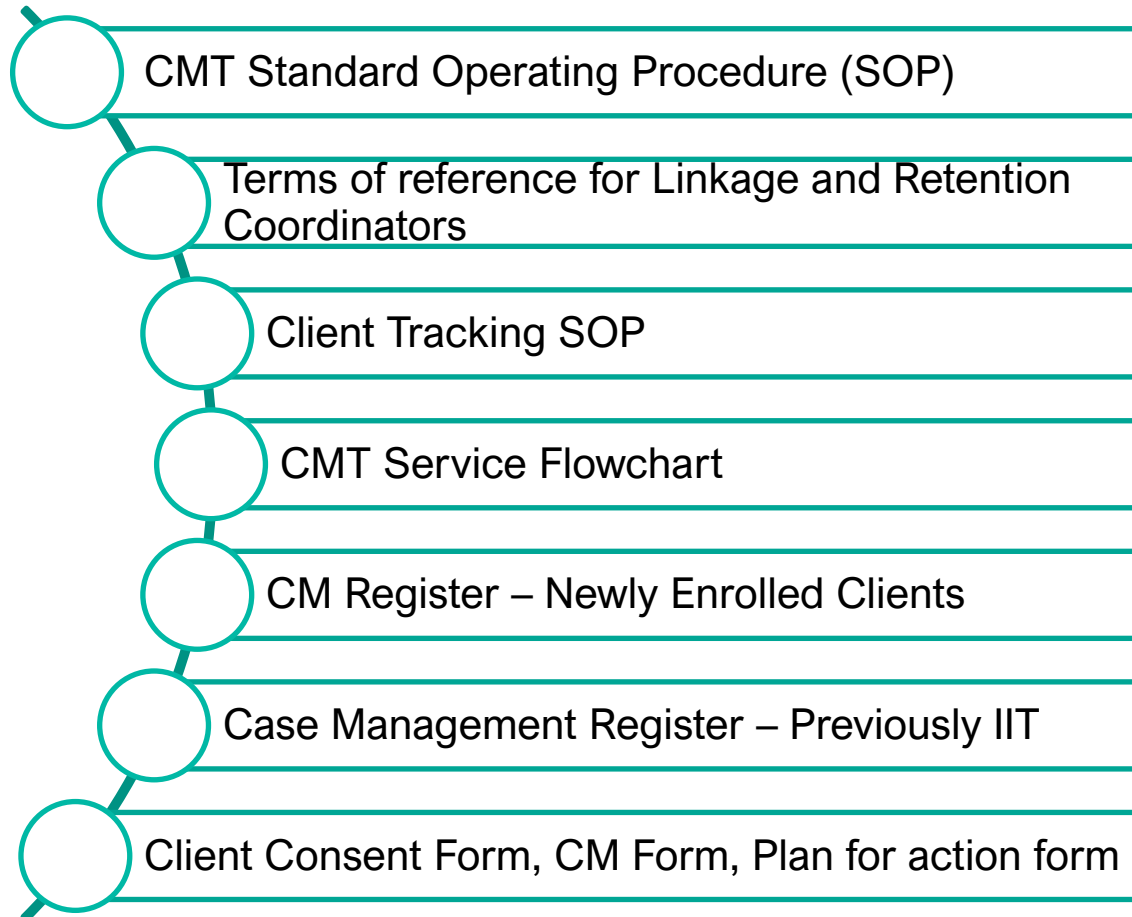 CMT Standard Operating Procedure (SOP)
Terms of reference for Linkage and Retention
Coordinators
Client Tracking SOP
CMT Service Flowchart
CM Register – Newly Enrolled Clients
Case Management Register – Previously IIT
Client Consent Form, CM Form, Plan for action form